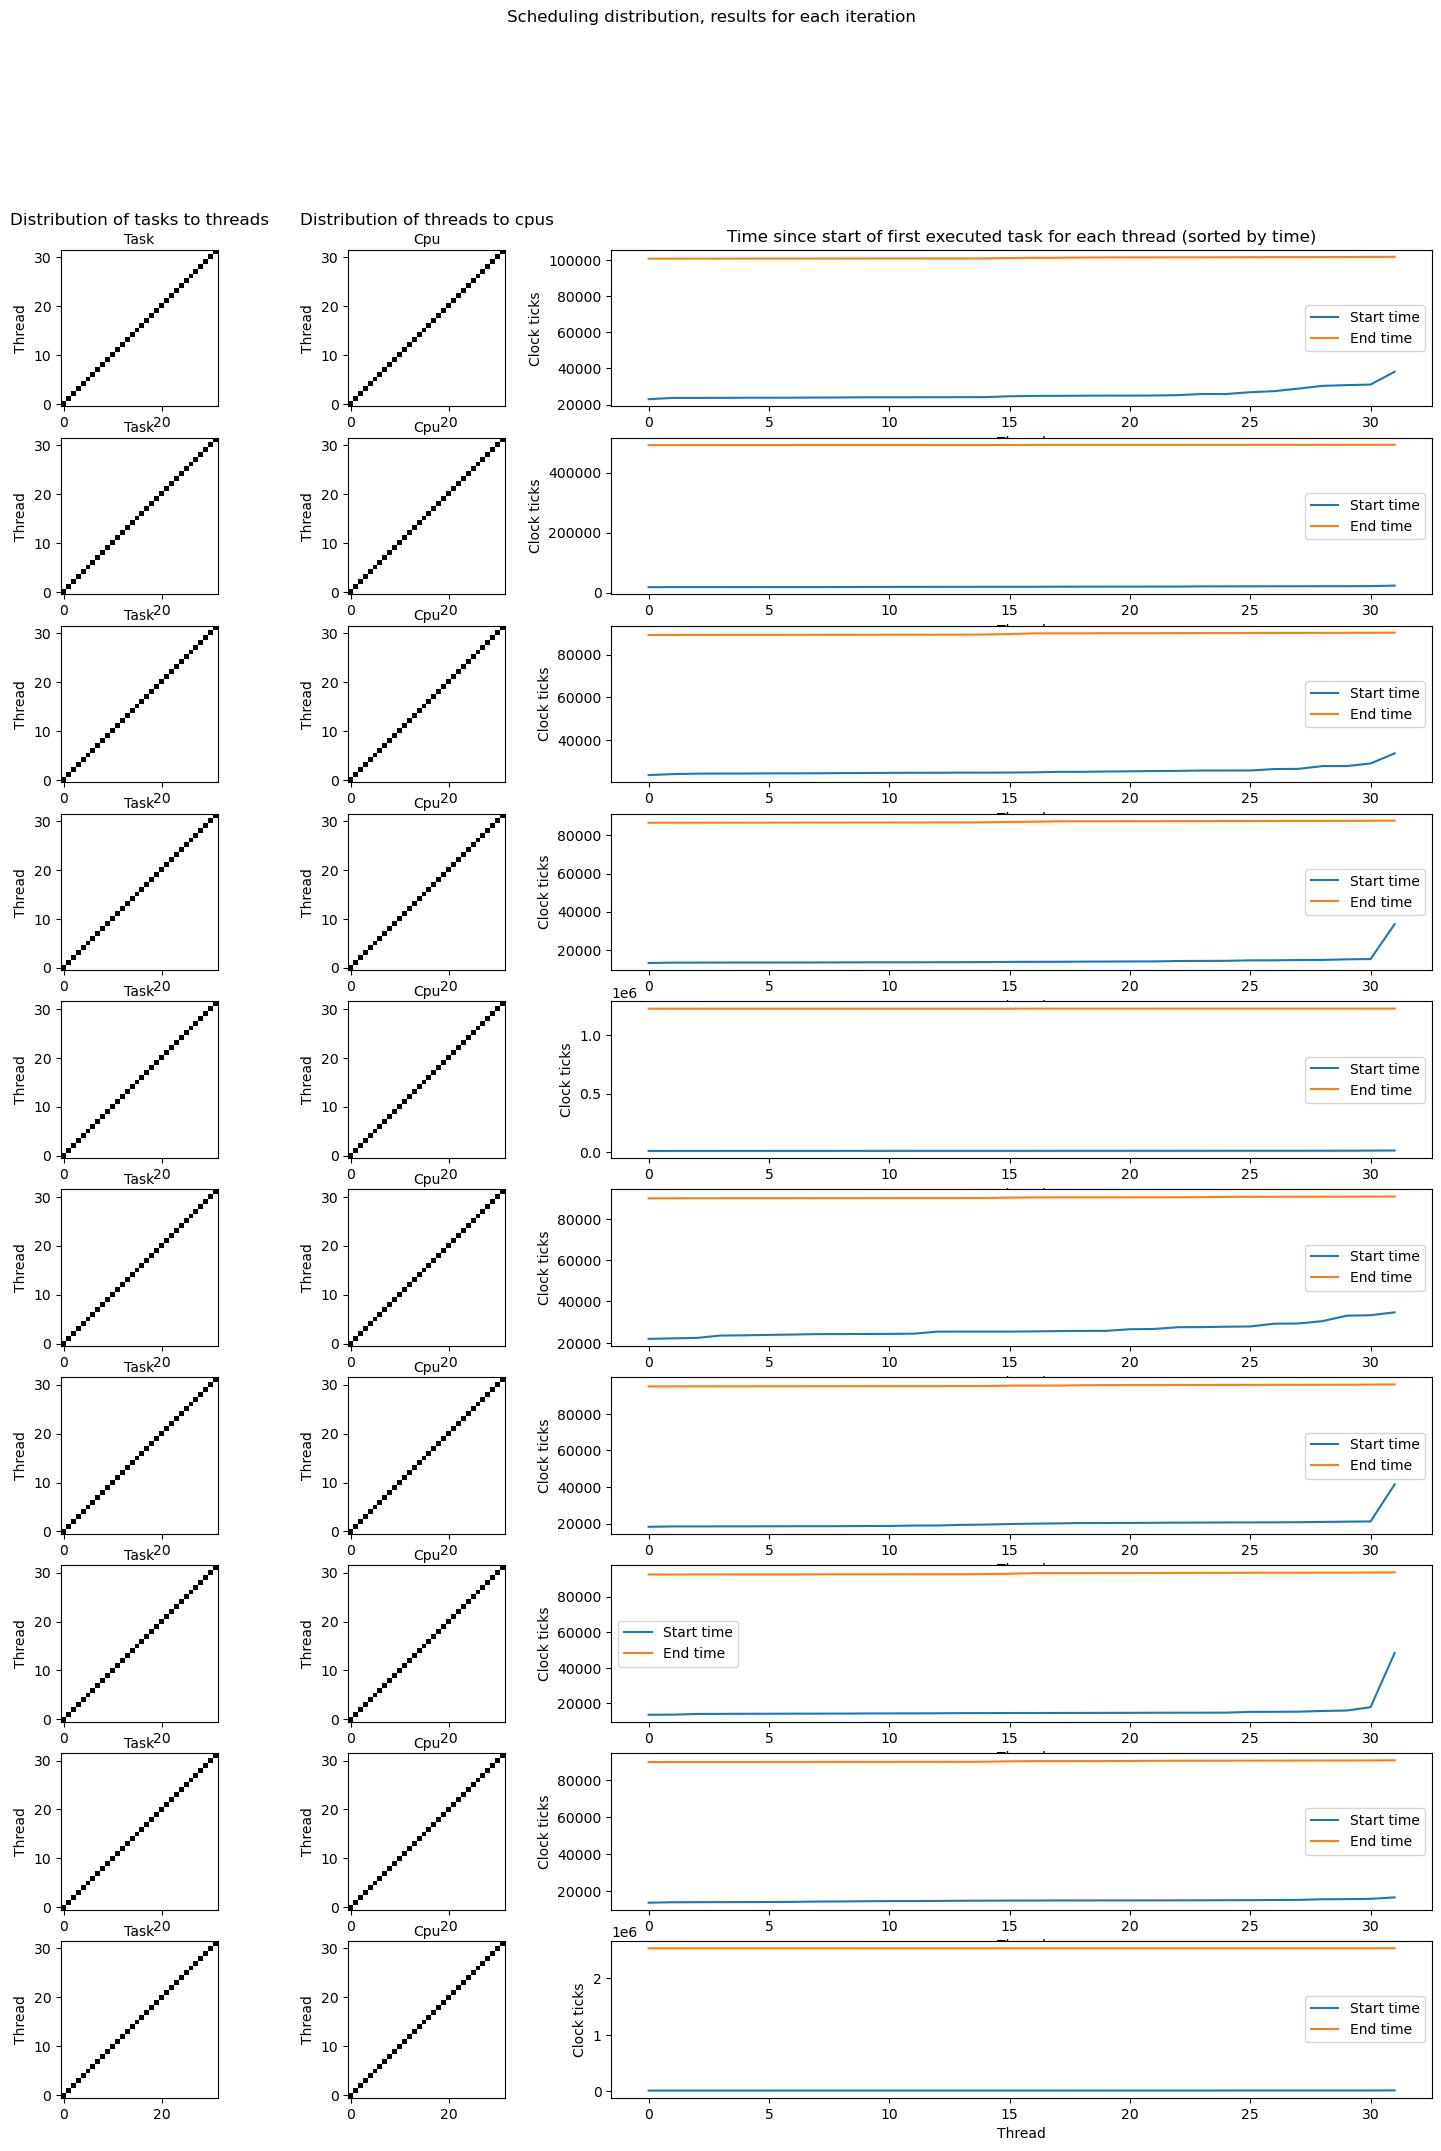 Scheduling distribution, results for each iteration
Distribution of tasks to threads
Distribution of threads to cpus
Time since start of first executed task for each thread (sorted by time)
Task
Thread
30
20
10
0
0 20
Cpu
Thread
30
20
10
0
0 20
Clock ticks
100000
80000
60000
40000
20000
Start time
End time
0 5 10 15 20 25 30
Task
Thread
30
20
10
0
0 20
Cpu
Thread
30
20
10
0
0 20
Clock ticks
400000
200000
0
Start time
End time
0 5 10 15 20 25 30
Task
Thread
30
20
10
0
0 20
Cpu
Thread
30
20
10
0
0 20
Clock ticks
80000
60000
40000
Start time
End time
0 5 10 15 20 25 30
Task
Thread
30
20
10
0
0 20
Cpu
Thread
30
20
10
0
0 20
Clock ticks
80000
60000
40000
20000
Start time
End time
0 5 10 15 20 25 30
Task
Thread
30
20
10
0
0 20
Cpu
Thread
30
20
10
0
0 20
1e6
Clock ticks
1.0
0.5
0.0
Start time
End time
0 5 10 15 20 25 30
Task
Thread
30
20
10
0
0 20
Cpu
Thread
30
20
10
0
0 20
Clock ticks
80000
60000
40000
20000
Start time
End time
0 5 10 15 20 25 30
Task
Thread
30
20
10
0
0 20
Cpu
Thread
30
20
10
0
0 20
Clock ticks
80000
60000
40000
20000
Start time
End time
0 5 10 15 20 25 30
Task
Thread
30
20
10
0
0 20
Cpu
Thread
30
20
10
0
0 20
Clock ticks
80000
60000
40000
20000
Start time
End time
0 5 10 15 20 25 30
Task
Thread
30
20
10
0
0 20
Cpu
Thread
30
20
10
0
0 20
Clock ticks
80000
60000
40000
20000
Start time
End time
0 5 10 15 20 25 30
Task
Thread
30
20
10
0
0 20
Cpu
Thread
30
20
10
0
0 20
1e6
Clock ticks
2
1
0
Start time
End time
0 5 10 15 20 25 30
Thread